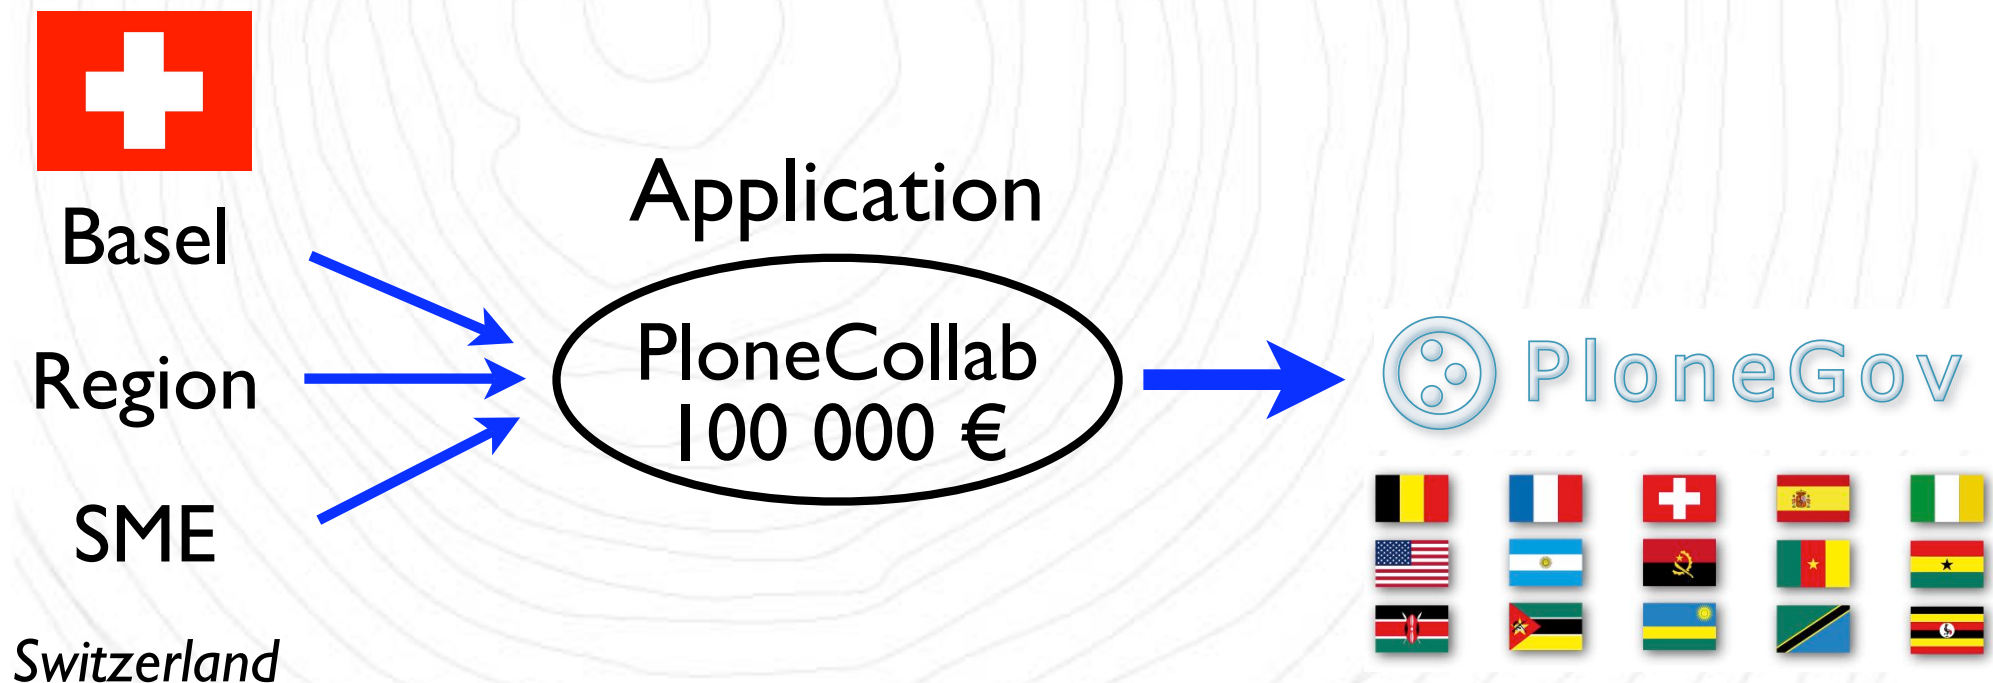 Basel
Region
SME
Switzerland
Application
PloneCollab
100 000 €
PloneGov